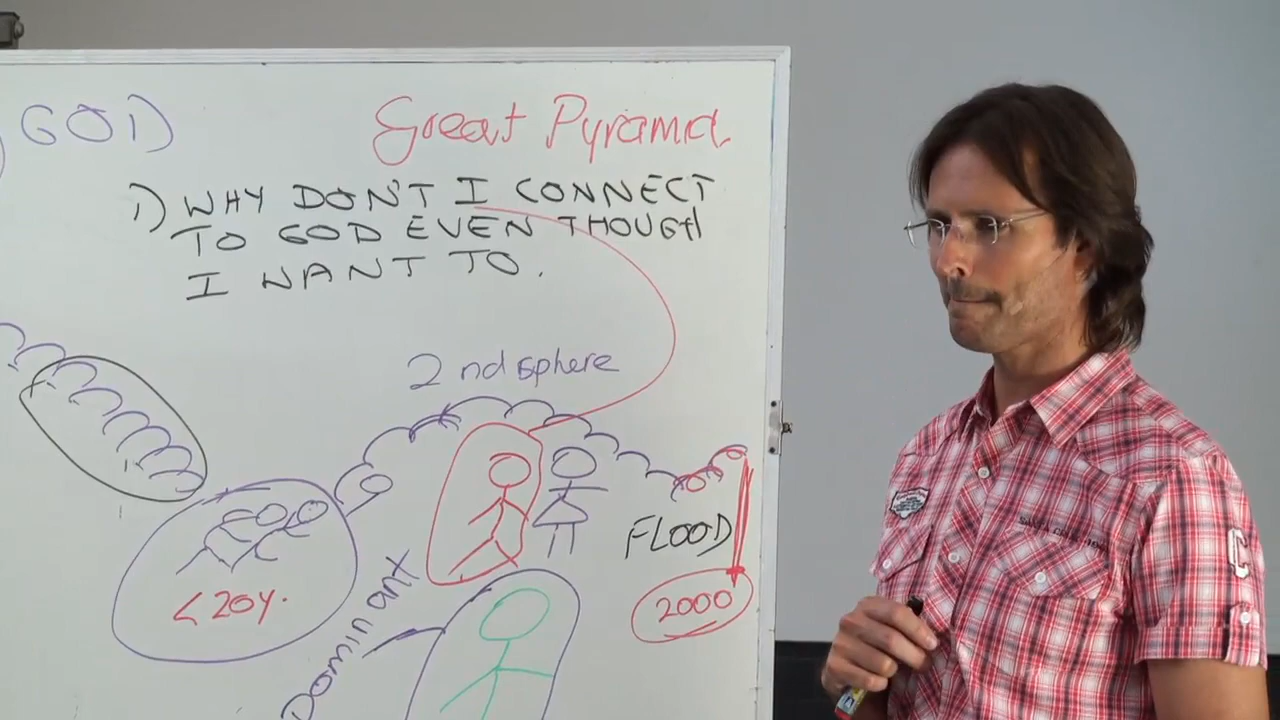 GOD
Great Pyramid.
1) WHY DON'T I CONNECT
TO GOD EVEN THOUGH
I WANT TO.
2nd sphere
FLOOD
<20y.
2000
Dominant
C